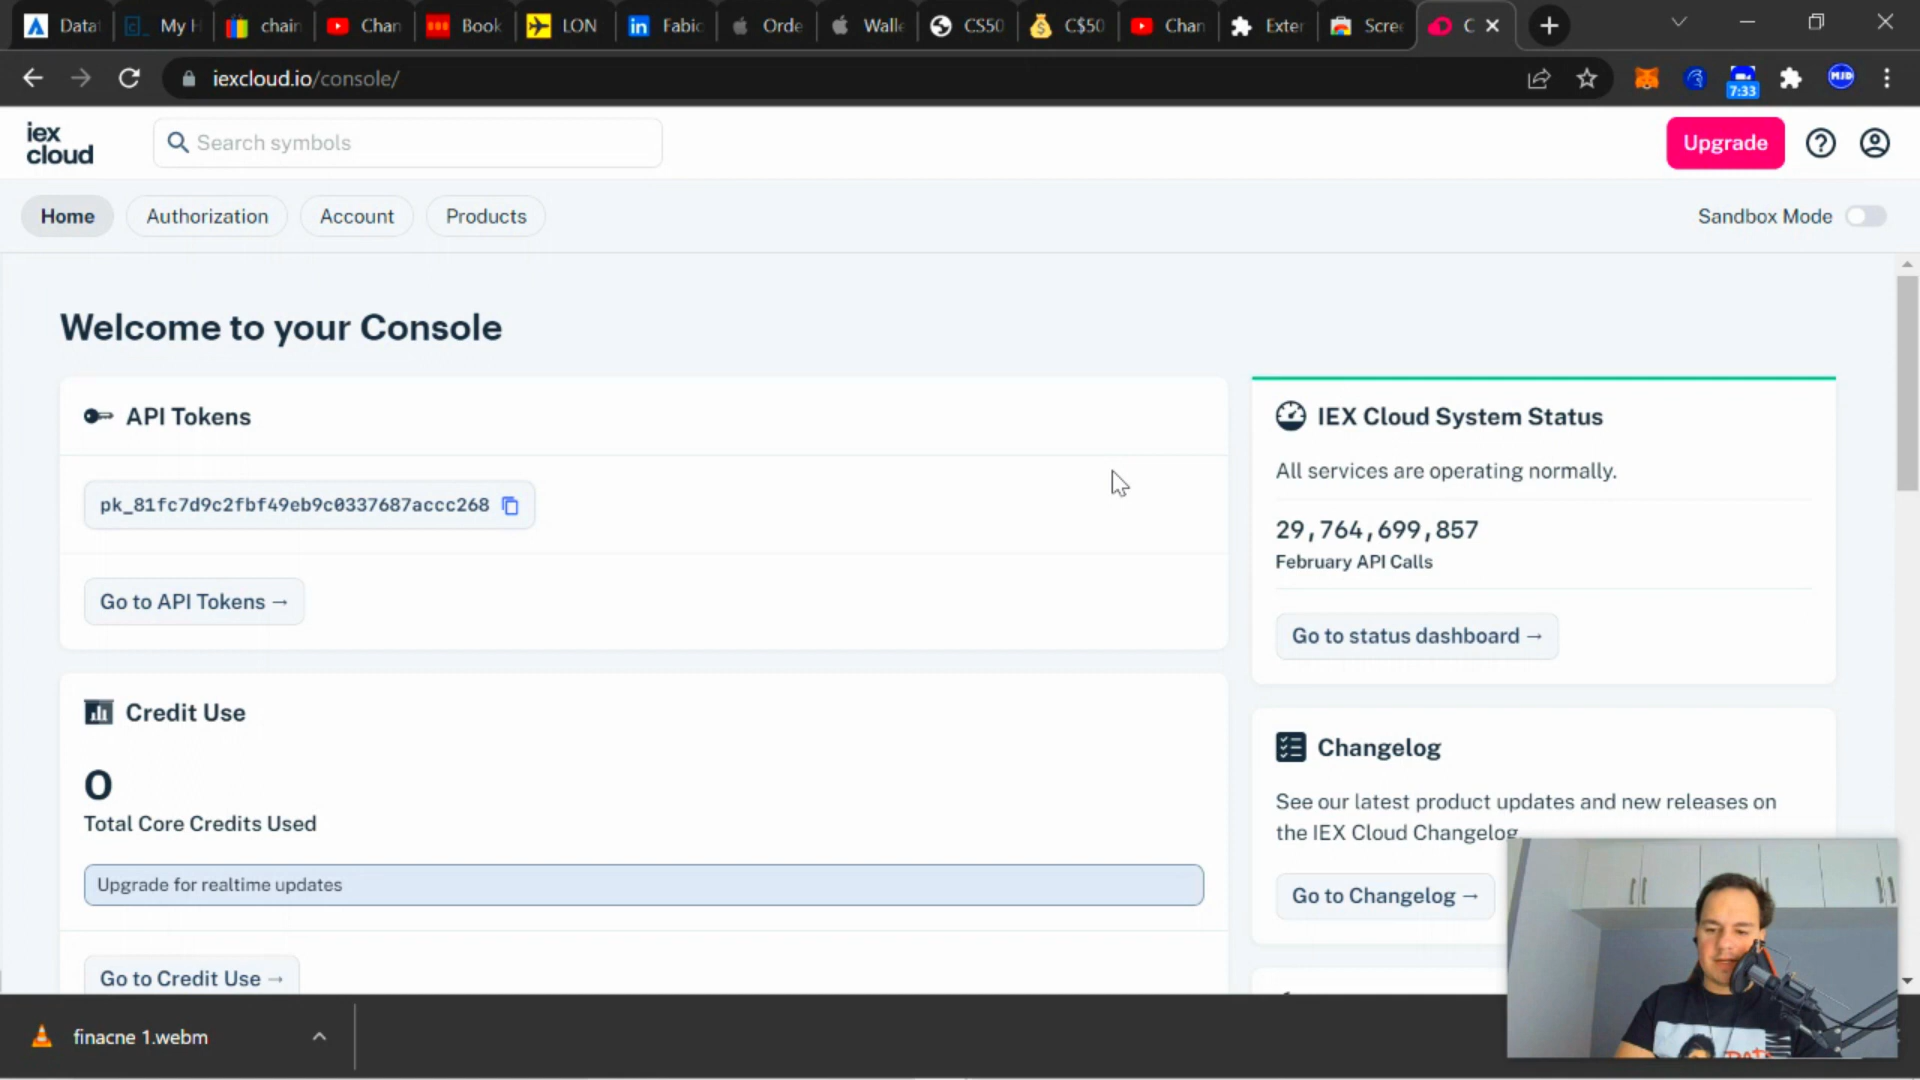 Data
My H
chain
Chan
Book
LON
in
Fabic
Orde
Walle
CS50
C$50
Chan
Exter
Scree
C
iexcloud.io/console/
7:33
MJD
iex
cloud
Search symbols
Upgrade
Home
Authorization
Account
Products
Sandbox Mode
Welcome to your Console
API Tokens
pk_81fc7d9c2fbf49eb9c0337687accc268
Go to API Tokens →
IEX Cloud System Status
All services are operating normally.
29,764,699,857
February API Calls
Go to status dashboard →
Credit Use
0
Total Core Credits Used
Upgrade for realtime updates
Go to Credit Use →
Changelog
See our latest product updates and new releases on
the IEX Cloud Changelog
Go to Changelog →
finacne 1.webm